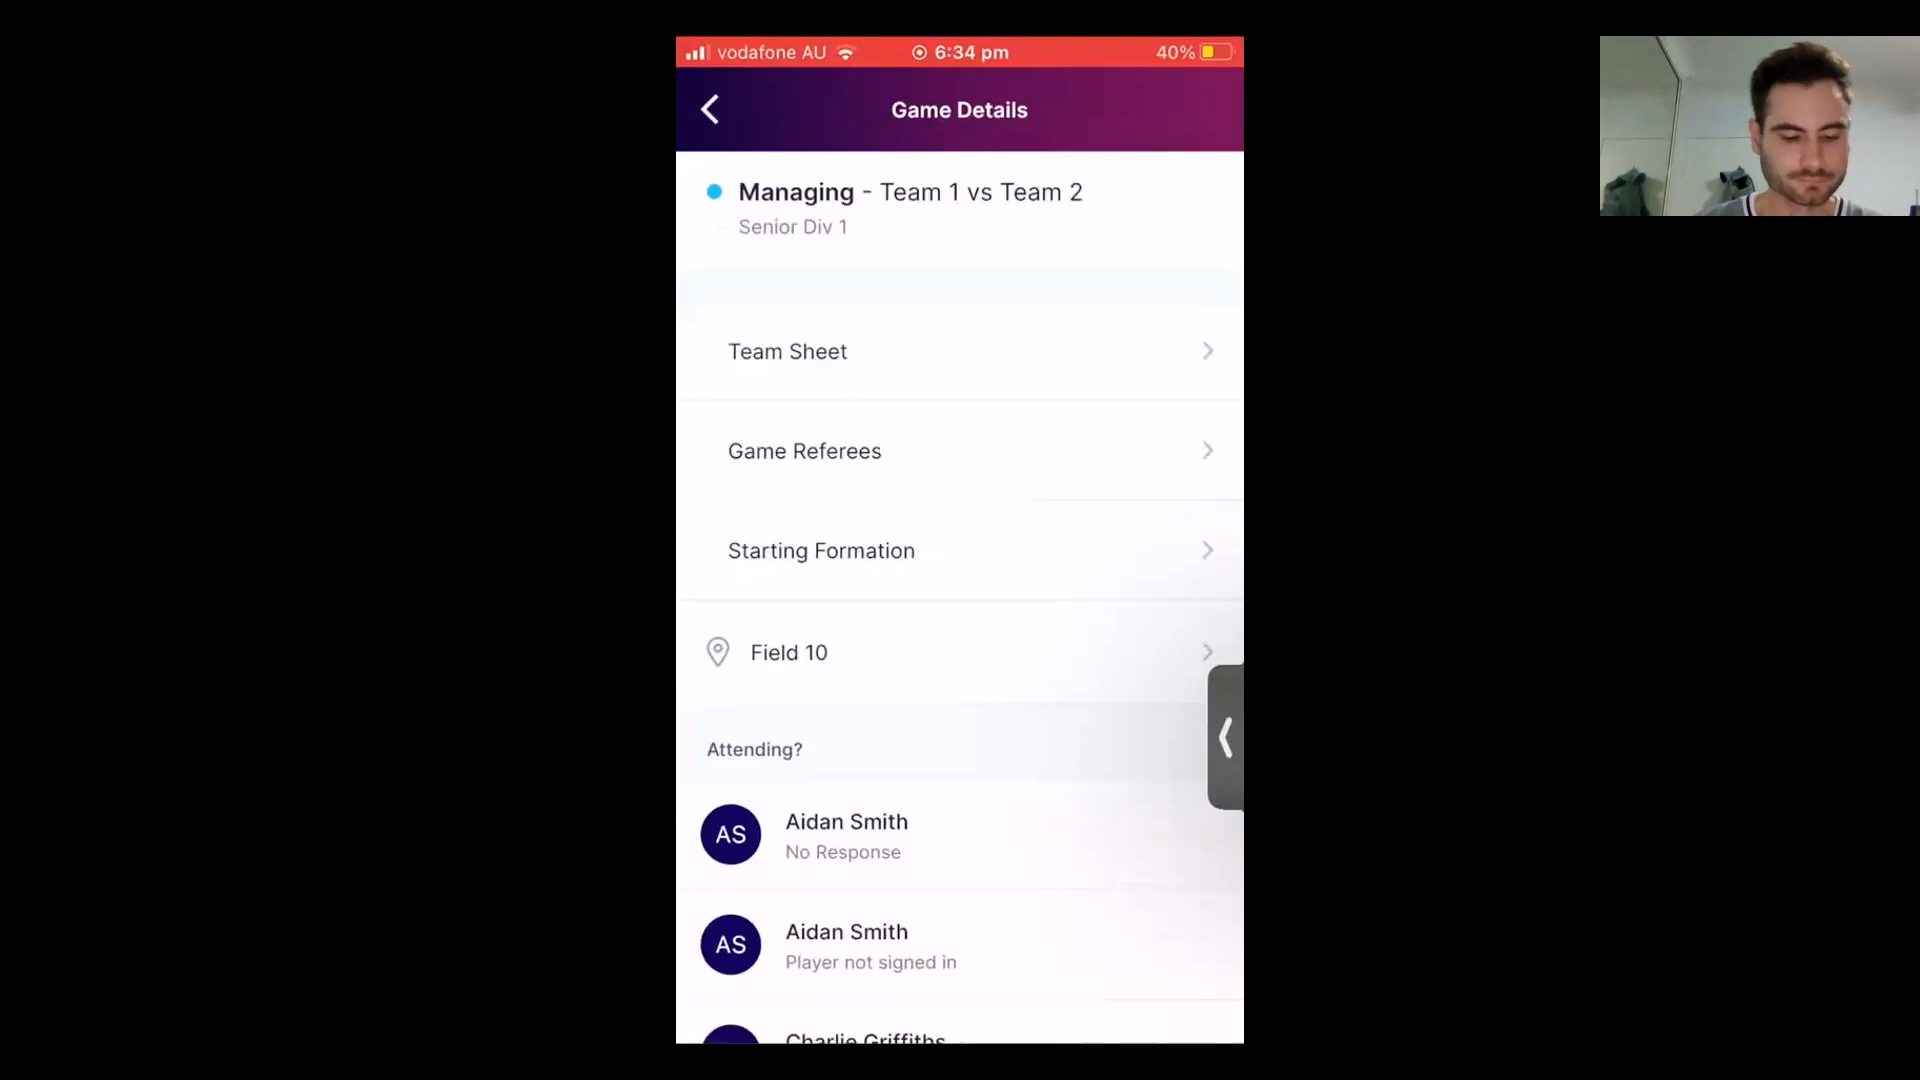 vodafone AU
6:34 pm
40%
Game Details
Managing - Team 1 vs Team 2
Senior Div 1
Team Sheet
Game Referees
Starting Formation
Field 10
Attending?
AS
Aidan Smith
No Response
AS
Aidan Smith
Player not signed in
Charlie Griffiths